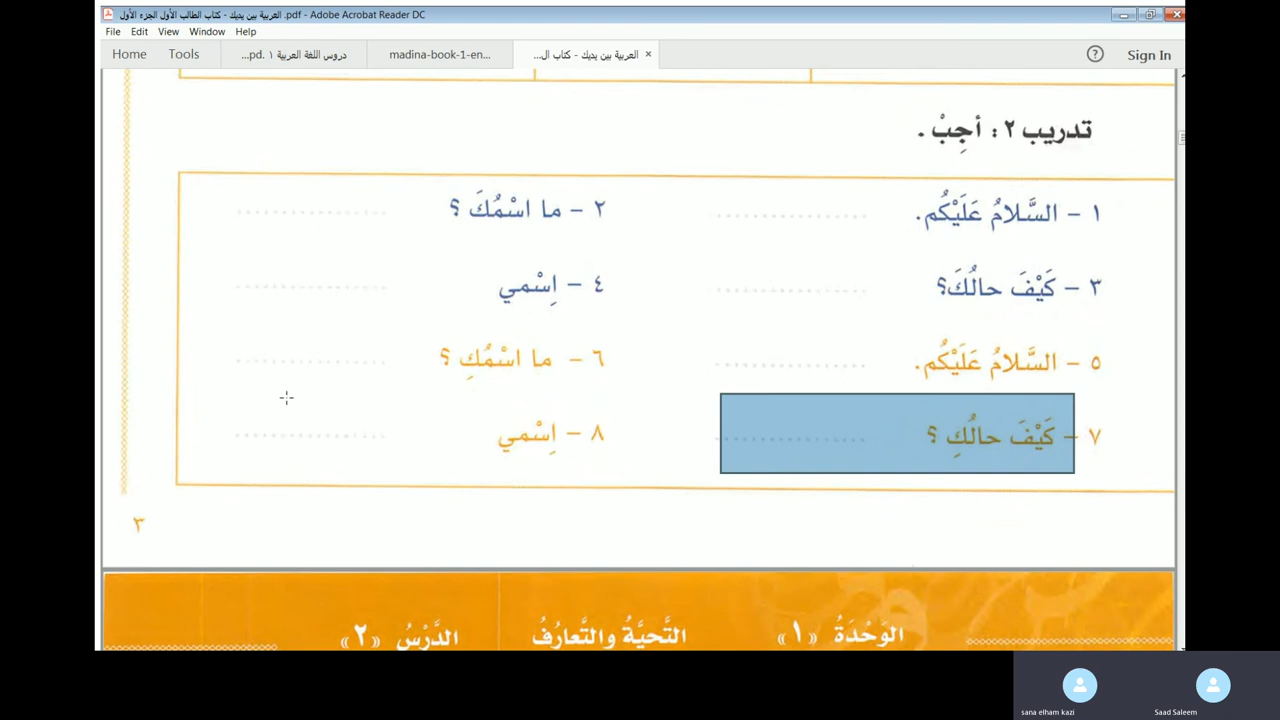 العربية بين يديك - كتاب الطالب الأول الجزء الأول.pdf - Adobe Acrobat Reader DC
File Edit View Window Help
Home Tools دروس اللغة العربية ١ pd... madina-book-1-en... العربية بين يديك - كتاب ال... × ? Sign In
تدريب ٢ : أجِبْ .
١ – السَّلامُ عَلَيْكُم. .................. ٢ – ما اسْمُكَ ؟ ..................
٣ – كَيْفَ حالُكَ؟ .................. ٤ – اِسْمي ..................
٥ – السَّلامُ عَلَيْكُم. .................. ٦ – ما اسْمُكِ ؟ ..................
٧ – كَيْفَ حالُكِ ؟ .................. ٨ – اِسْمي ..................
٣
الوَحْدَةُ «١» التَّحيَّةُ والتَّعارُفُ الدَّرْسُ «٢»
sana elham kazi Saad Saleem